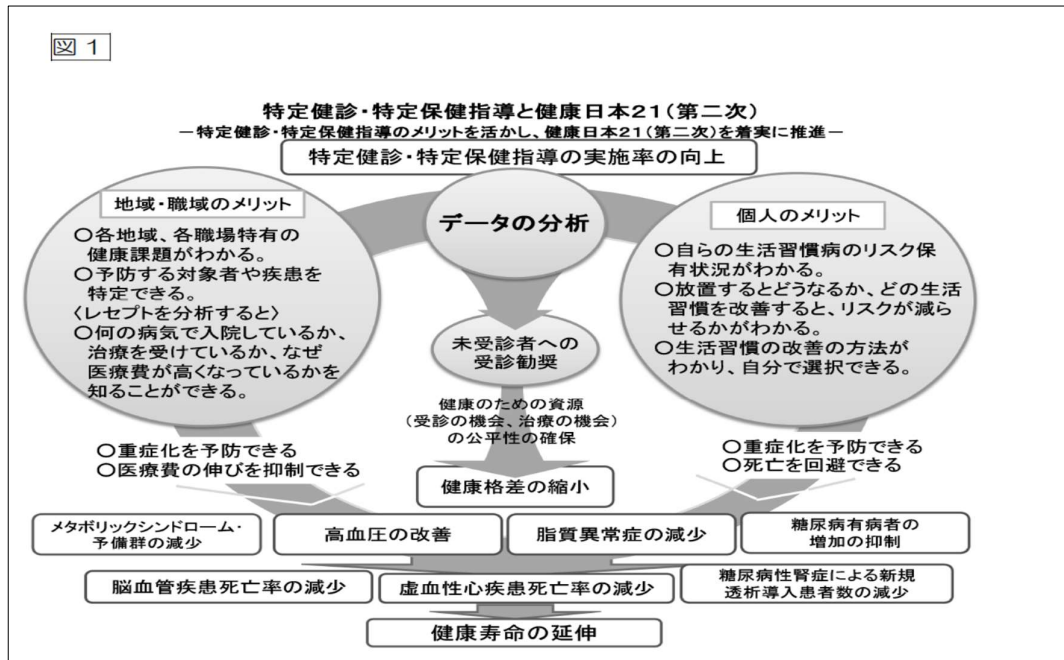 図１
特定健診・特定保健指導と健康日本２１（第二次）
－特定健診・特定保健指導のメリットを活かし、健康日本２１（第二次）を着実に推進－
特定健診・特定保健指導の実施率の向上
地域・職域のメリット
○各地域、各職場特有の
健康課題がわかる。
○予防する対象者や疾患を
特定できる。
〈レセプトを分析すると〉
○何の病気で入院しているか、
治療を受けているか、なぜ
医療費が高くなっているかを
知ることができる。
データの分析
個人のメリット
○自らの生活習慣病のリスク保
有状況がわかる。
○放置するとどうなるか、どの生活
習慣を改善すると、リスクが減ら
せるかがわかる。
○生活習慣の改善の方法が
わかり、自分で選択できる。
未受診者への
受診勧奨
健康のための資源
（受診の機会、治療の機会）
の公平性の確保
○重症化を予防できる
○医療費の伸びを抑制できる
○重症化を予防できる
○死亡を回避できる
健康格差の縮小
メタボリックシンドローム・
予備群の減少
高血圧の改善
脂質異常症の減少
糖尿病有病者の
増加の抑制
脳血管疾患死亡率の減少
虚血性心疾患死亡率の減少
糖尿病性腎症による新規
透析導入患者数の減少
健康寿命の延伸